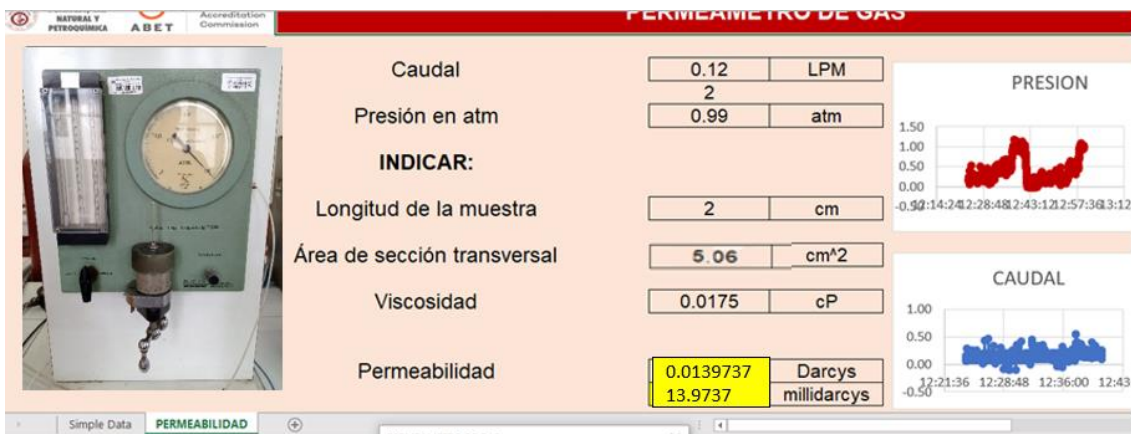 NATURAL Y
PETROQUÍMICA
ABET
Accreditation
Commission
PERMEÁMETRO DE GAS
Caudal 0.12 LPM
2
Presión en atm 0.99 atm
INDICAR:
Longitud de la muestra 2 cm
Área de sección transversal 5.06 cm^2
Viscosidad 0.0175 cP
Permeabilidad 0.0139737 Darcys
13.9737 millidarcys
PRESION
1.50
1.00
0.50
0.00
-0.50
12:14:24 12:28:48 12:43:12 12:57:36 13:12
CAUDAL
1.00
0.50
0.00
-0.50
12:21:36 12:28:48 12:36:00 12:43
Simple Data PERMEABILIDAD